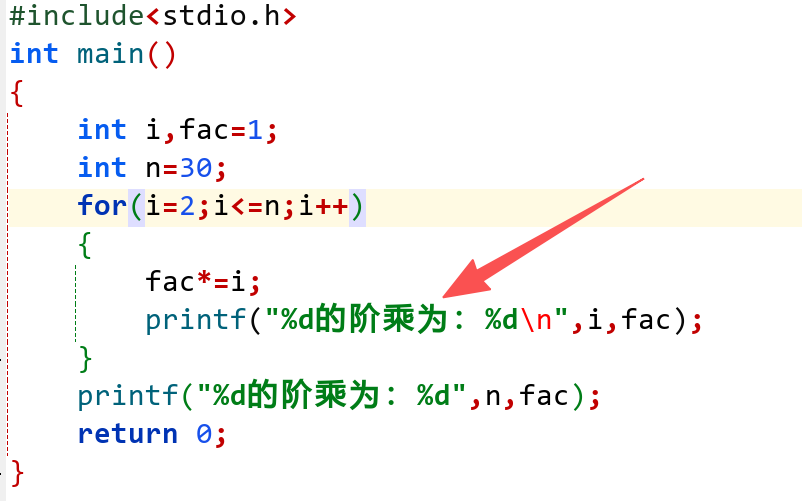 #include<stdio.h>
int main()
{
    int i,fac=1;
    int n=30;
    for(i=2;i<=n;i++)
    {
        fac*=i;
        printf("%d的阶乘为：%d\n",i,fac);
    }
    printf("%d的阶乘为：%d",n,fac);
    return 0;
}